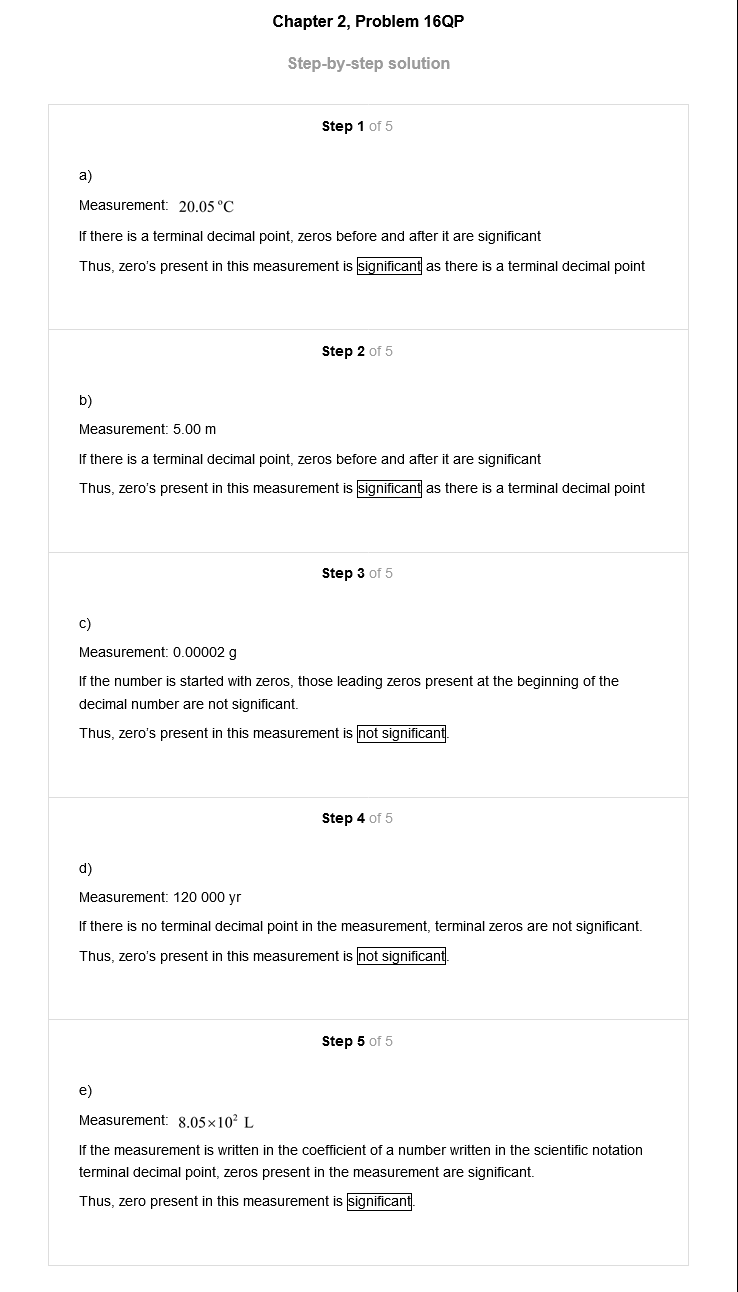 Chapter 2, Problem 16QP
Step-by-step solution
Step 1 of 5
a)
Measurement: 20.05 °C
If there is a terminal decimal point, zeros before and after it are significant
Thus, zero's present in this measurement is significant as there is a terminal decimal point
Step 2 of 5
b)
Measurement: 5.00 m
If there is a terminal decimal point, zeros before and after it are significant
Thus, zero's present in this measurement is significant as there is a terminal decimal point
Step 3 of 5
c)
Measurement: 0.00002 g
If the number is started with zeros, those leading zeros present at the beginning of the
decimal number are not significant.
Thus, zero's present in this measurement is not significant.
Step 4 of 5
d)
Measurement: 120 000 yr
If there is no terminal decimal point in the measurement, terminal zeros are not significant.
Thus, zero's present in this measurement is not significant.
Step 5 of 5
e)
Measurement: 8.05×10² L
If the measurement is written in the coefficient of a number written in the scientific notation
terminal decimal point, zeros present in the measurement are significant.
Thus, zero present in this measurement is significant.